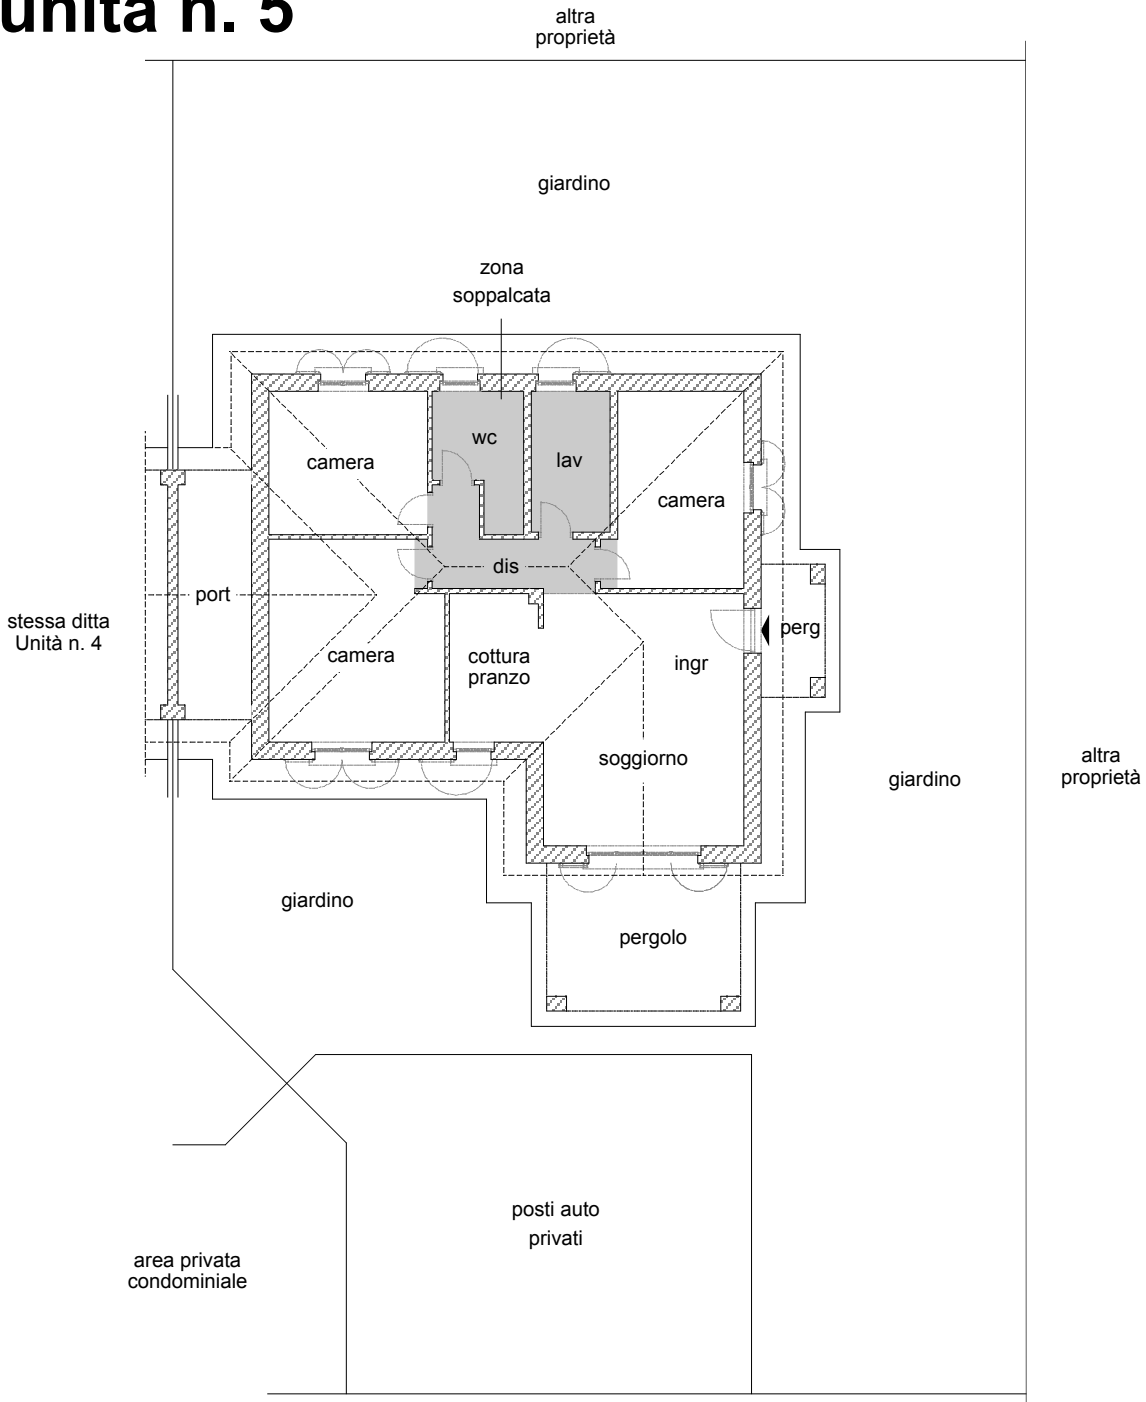 unità n. 5
altra
proprietà
giardino
zona
soppalcata
wc
lav
camera
camera
dis
port
stessa ditta
Unità n. 4
perg
camera
cottura
pranzo
ingr
soggiorno
giardino
altra
proprietà
giardino
pergolo
posti auto
privati
area privata
condominiale